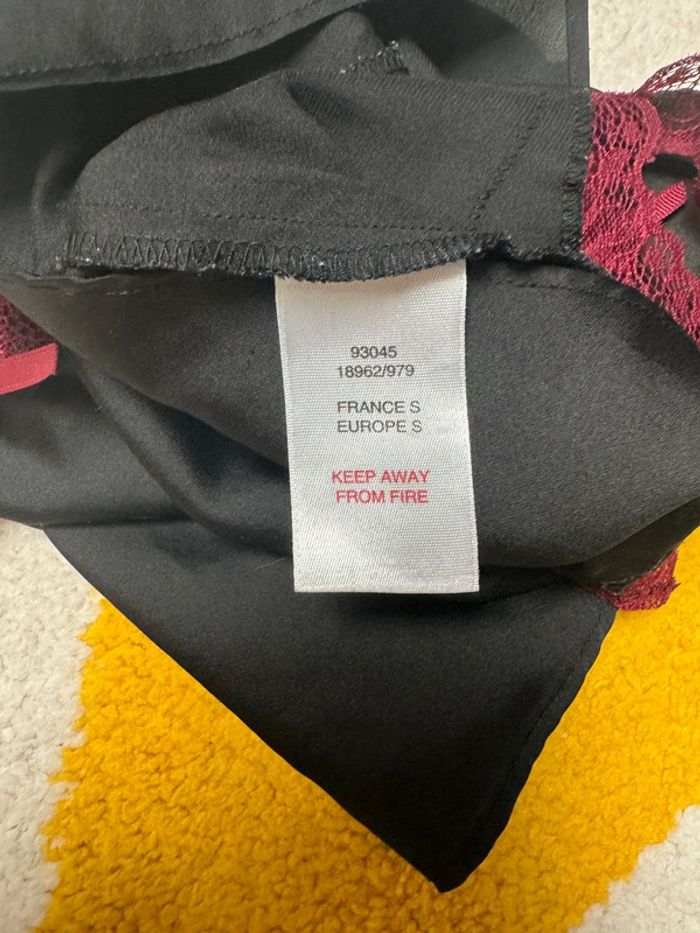 93045
18962/979
FRANCE S
EUROPE S
KEEP AWAY
FROM FIRE